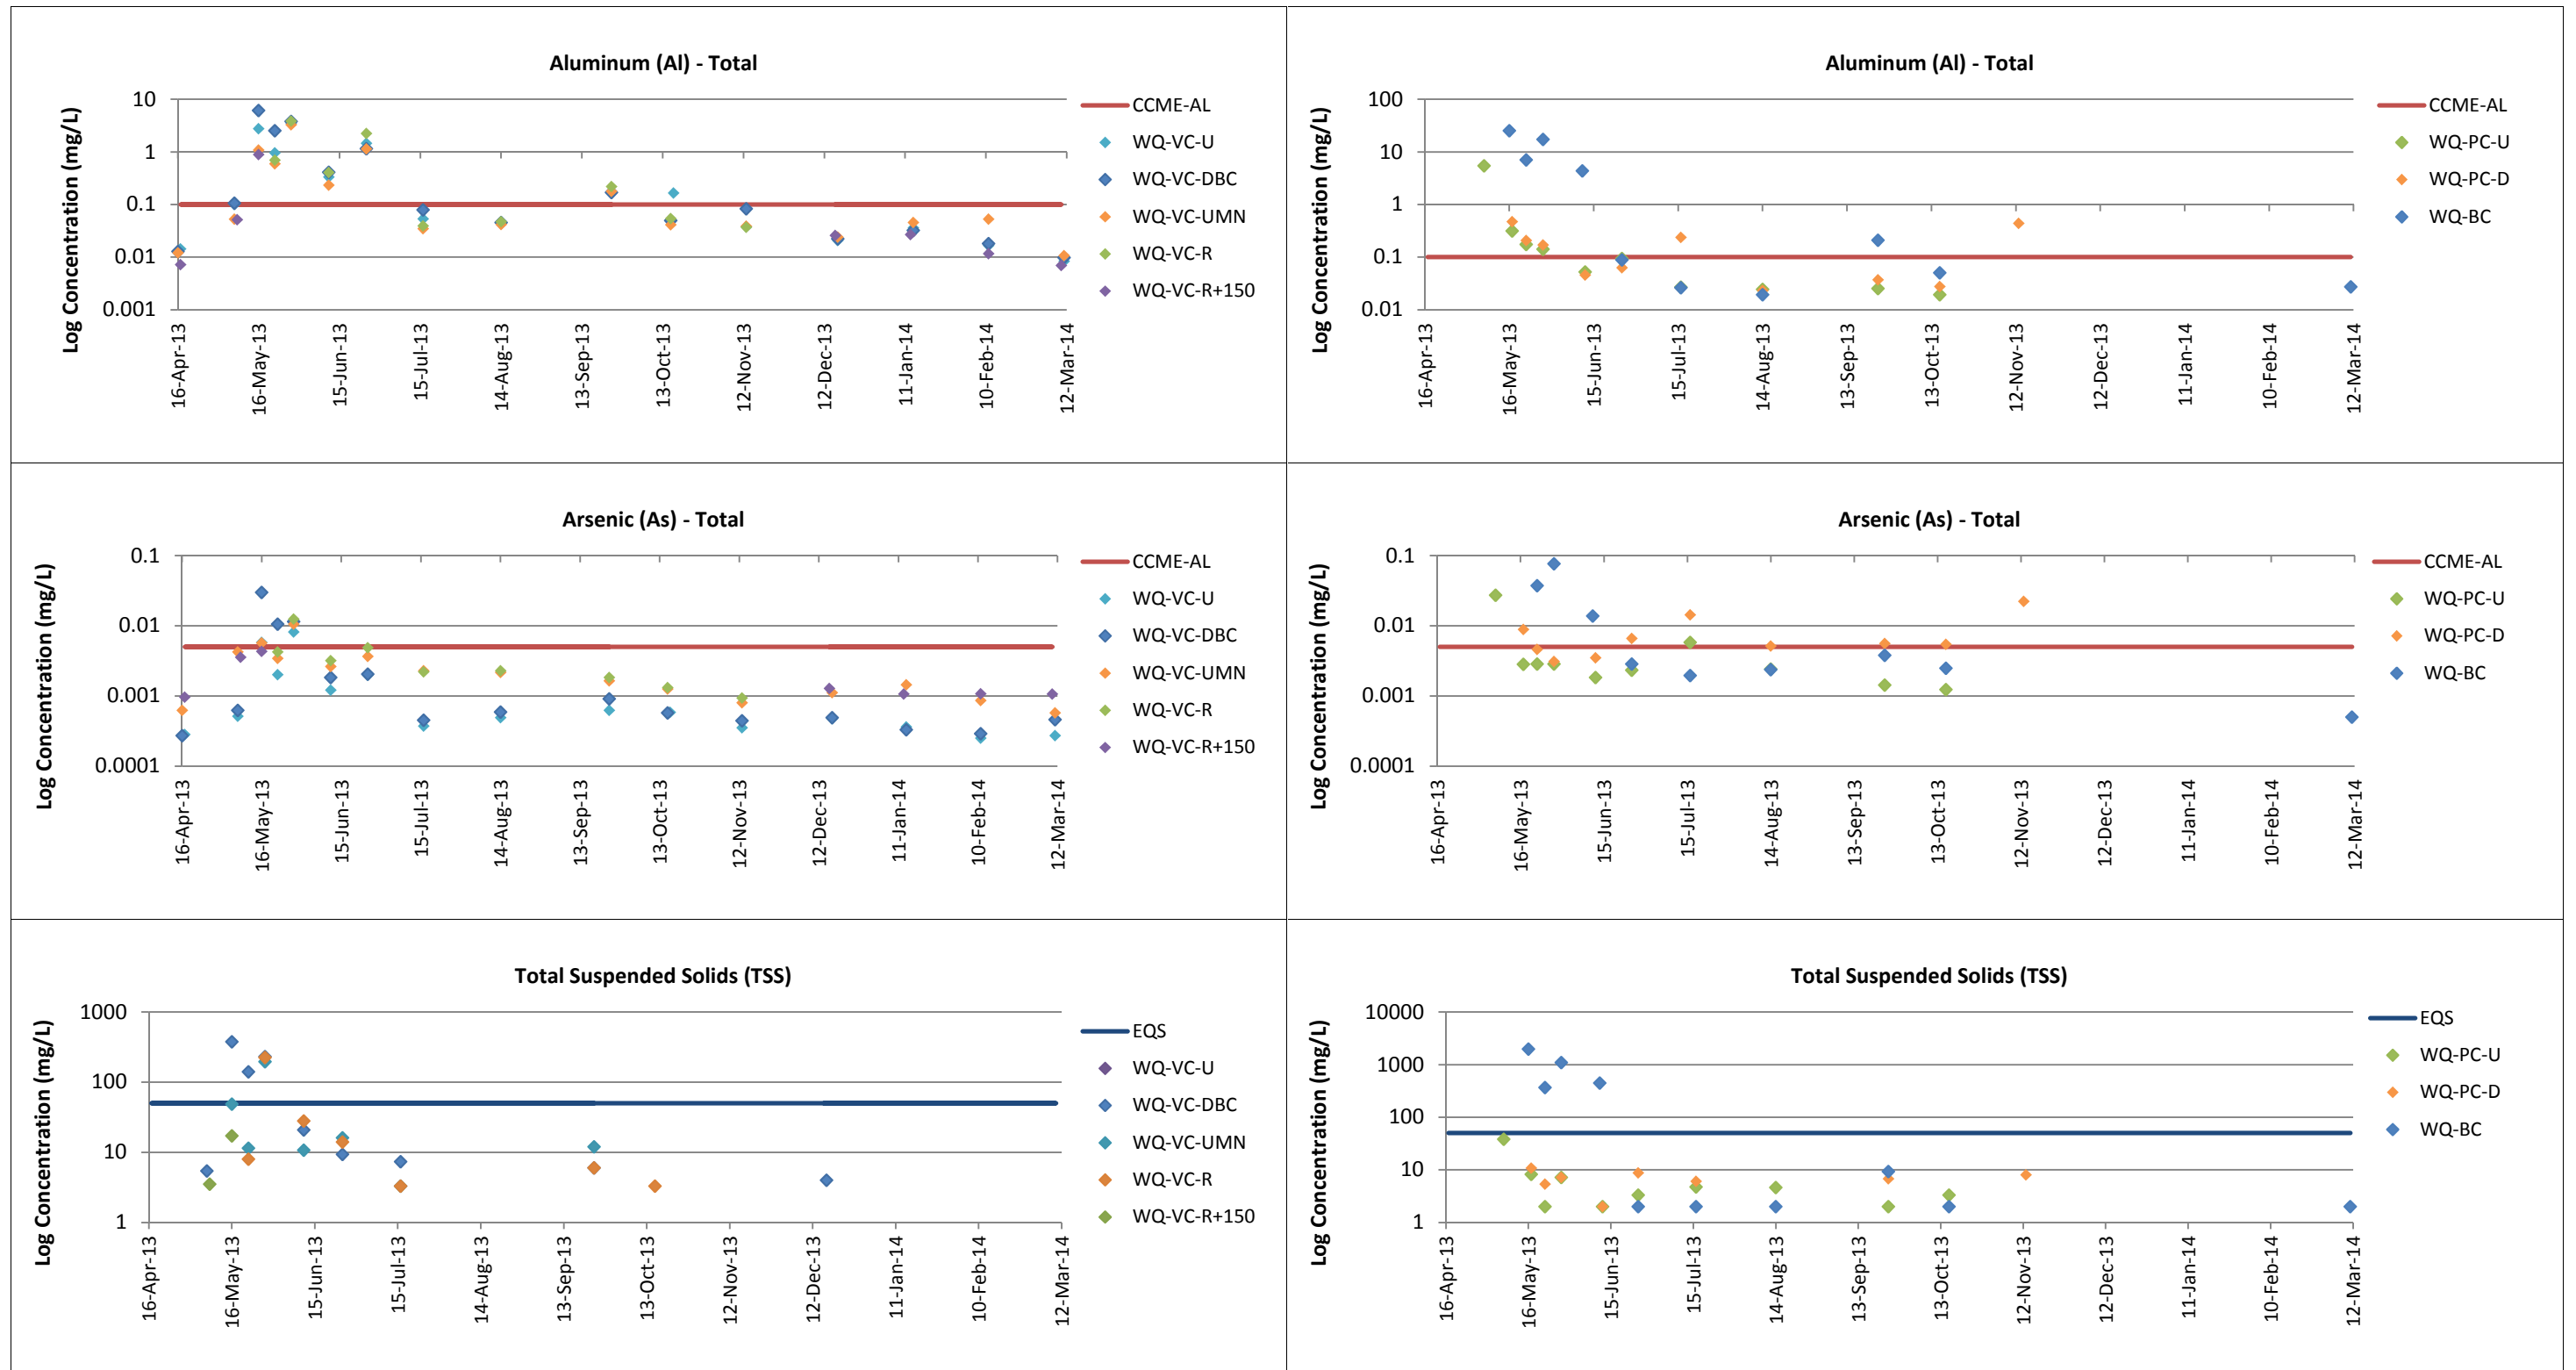 Aluminum (Al) - Total
Log Concentration (mg/L)
10
1
0.1
0.01
0.001
16-Apr-13
16-May-13
15-Jun-13
15-Jul-13
14-Aug-13
13-Sep-13
13-Oct-13
12-Nov-13
12-Dec-13
11-Jan-14
10-Feb-14
12-Mar-14
CCME-AL
WQ-VC-U
WQ-VC-DBC
WQ-VC-UMN
WQ-VC-R
WQ-VC-R+150
Aluminum (Al) - Total
Log Concentration (mg/L)
100
10
1
0.1
0.01
16-Apr-13
16-May-13
15-Jun-13
15-Jul-13
14-Aug-13
13-Sep-13
13-Oct-13
12-Nov-13
12-Dec-13
11-Jan-14
10-Feb-14
12-Mar-14
CCME-AL
WQ-PC-U
WQ-PC-D
WQ-BC
Arsenic (As) - Total
Log Concentration (mg/L)
0.1
0.01
0.001
0.0001
16-Apr-13
16-May-13
15-Jun-13
15-Jul-13
14-Aug-13
13-Sep-13
13-Oct-13
12-Nov-13
12-Dec-13
11-Jan-14
10-Feb-14
12-Mar-14
CCME-AL
WQ-VC-U
WQ-VC-DBC
WQ-VC-UMN
WQ-VC-R
WQ-VC-R+150
Arsenic (As) - Total
Log Concentration (mg/L)
0.1
0.01
0.001
0.0001
16-Apr-13
16-May-13
15-Jun-13
15-Jul-13
14-Aug-13
13-Sep-13
13-Oct-13
12-Nov-13
12-Dec-13
11-Jan-14
10-Feb-14
12-Mar-14
CCME-AL
WQ-PC-U
WQ-PC-D
WQ-BC
Total Suspended Solids (TSS)
Log Concentration (mg/L)
1000
100
10
1
16-Apr-13
16-May-13
15-Jun-13
15-Jul-13
14-Aug-13
13-Sep-13
13-Oct-13
12-Nov-13
12-Dec-13
11-Jan-14
10-Feb-14
12-Mar-14
EQS
WQ-VC-U
WQ-VC-DBC
WQ-VC-UMN
WQ-VC-R
WQ-VC-R+150
Total Suspended Solids (TSS)
Log Concentration (mg/L)
10000
1000
100
10
1
16-Apr-13
16-May-13
15-Jun-13
15-Jul-13
14-Aug-13
13-Sep-13
13-Oct-13
12-Nov-13
12-Dec-13
11-Jan-14
10-Feb-14
12-Mar-14
EQS
WQ-PC-U
WQ-PC-D
WQ-BC